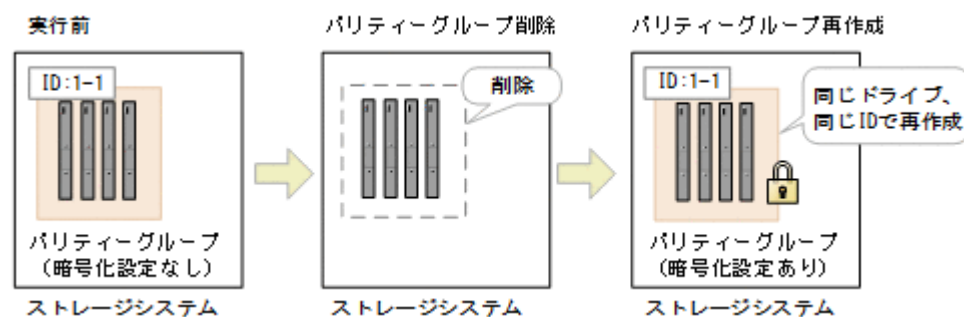 実行前
ID:1-1
パリティーグループ
(暗号化設定なし)
ストレージシステム
パリティーグループ削除
削除
ストレージシステム
パリティーグループ再作成
ID:1-1
同じドライブ、
同じIDで再作成
パリティーグループ
(暗号化設定あり)
ストレージシステム